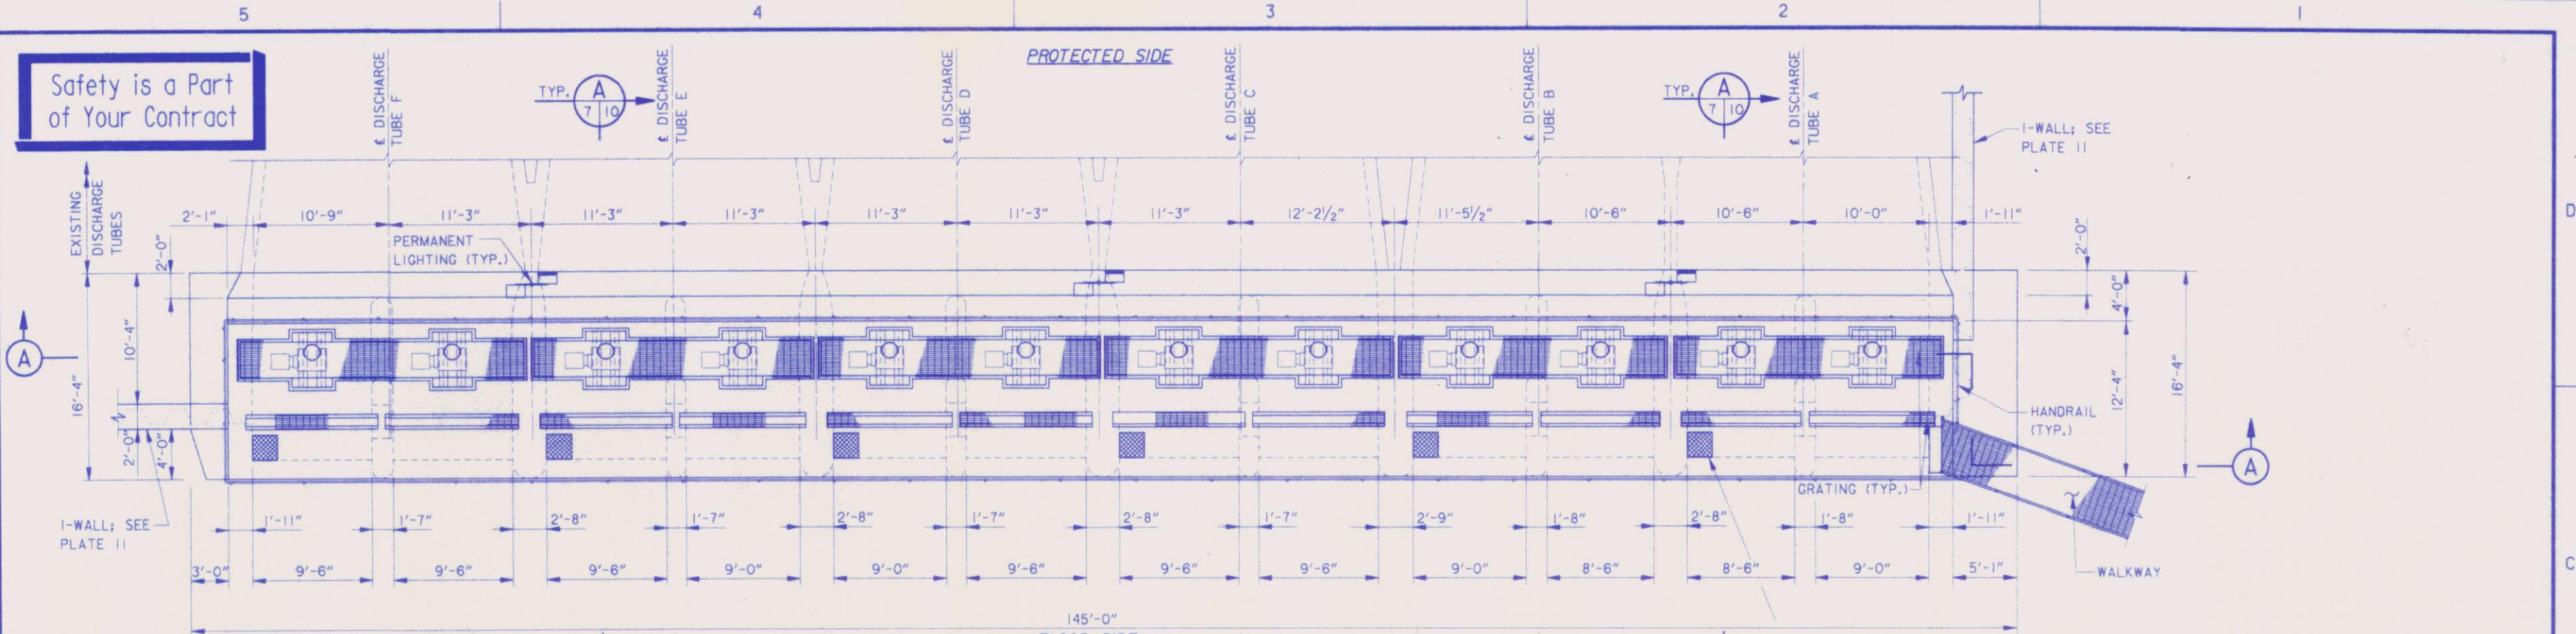 5 4 3 2 1
Safety is a Part
of Your Contract
PROTECTED SIDE
℄ DISCHARGE
TUBE F
TYP. A
7 10
℄ DISCHARGE
TUBE E
℄ DISCHARGE
TUBE D
℄ DISCHARGE
TUBE C
℄ DISCHARGE
TUBE B
TYP. A
7 10
℄ DISCHARGE
TUBE A
I-WALL; SEE
PLATE 11
EXISTING
DISCHARGE
TUBES
2'-1" 10'-9" 11'-3" 11'-3" 11'-3" 11'-3" 11'-3" 11'-3" 12'-2½" 11'-5½" 10'-6" 10'-6" 10'-0" 1'-11"
D
PERMANENT
LIGHTING (TYP.)
2'-0"
2'-0"
4'-0"
A
16'-4"
10'-4"
2'-0"
4'-0"
12'-4"
16'-4"
HANDRAIL
(TYP.)
A
GRATING (TYP.)
I-WALL; SEE
PLATE 11
1'-11" 1'-7" 2'-8" 1'-7" 2'-8" 1'-7" 2'-8" 1'-7" 2'-9" 1'-8" 2'-8" 1'-8" 1'-11"
3'-0" 9'-6" 9'-6" 9'-6" 9'-0" 9'-0" 9'-6" 9'-6" 9'-6" 9'-0" 8'-6" 8'-6" 9'-0" 5'-1"
WALKWAY
C
145'-0"